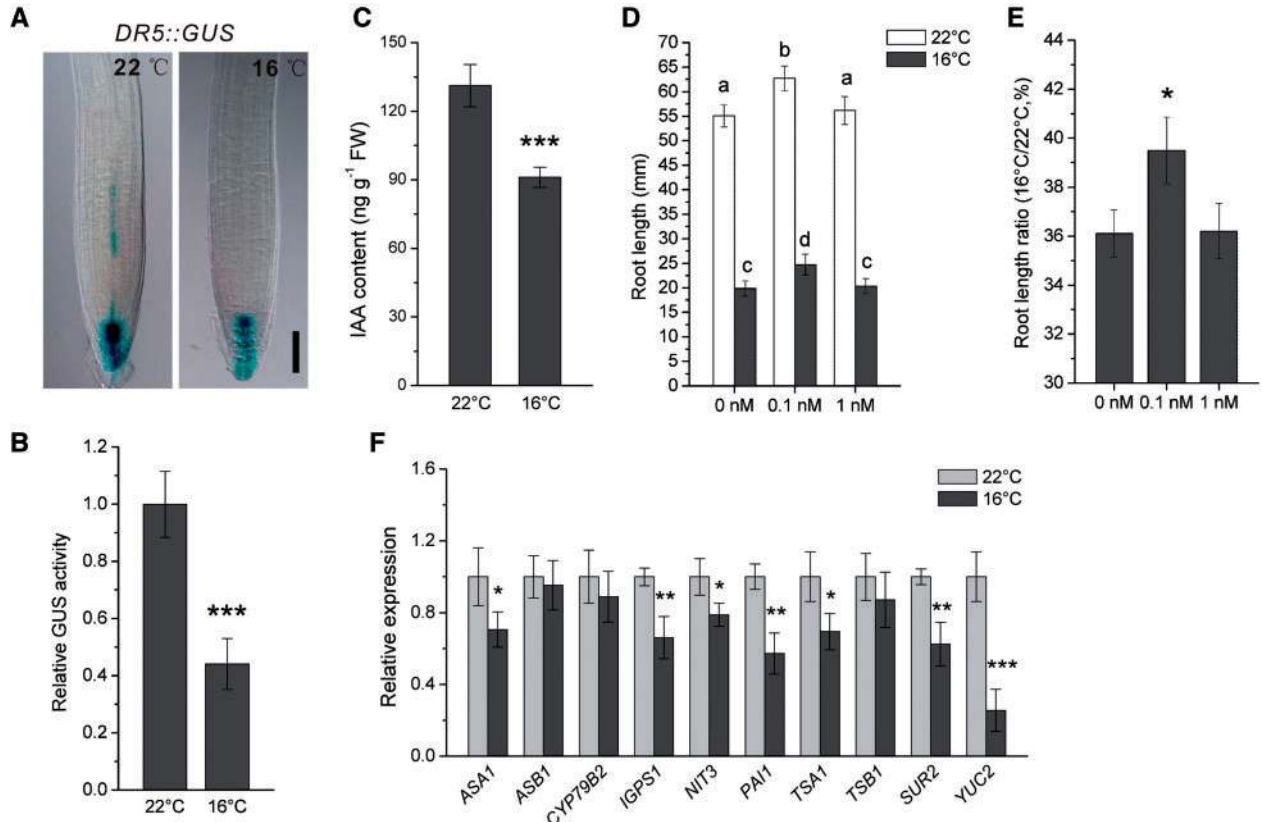 A
DR5::GUS
22 ℃
16 ℃
B
Relative GUS activity
1.2
1.0
0.8
0.6
0.4
0.2
0.0
***
22°C 16°C
C
IAA content (ng g-1 FW)
150
120
90
60
30
0
***
22°C 16°C
D
Root length (mm)
70
65
60
55
50
45
40
35
30
25
20
15
10
5
0
22°C
16°C
a
b
a
c
d
c
0 nM 0.1 nM 1 nM
E
Root length ratio (16°C/22°C,%)
44
42
40
38
36
34
32
30
*
0 nM 0.1 nM 1 nM
F
Relative expression
1.6
1.2
0.8
0.4
0.0
22°C
16°C
*
**
*
**
*
**
***
ASA1
ASB1
CYP79B2
IGPS1
NIT3
PAI1
TSA1
TSB1
SUR2
YUC2